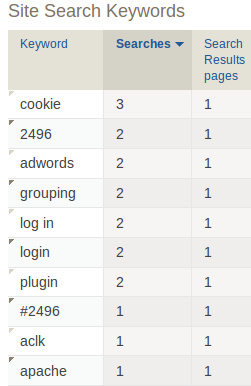 Site Search Keywords
Keyword Searches Search
Results
pages
cookie 3 1
2496 2 1
adwords 2 1
grouping 2 1
log in 2 1
login 2 1
plugin 2 1
#2496 1 1
aclk 1 1
apache 1 1